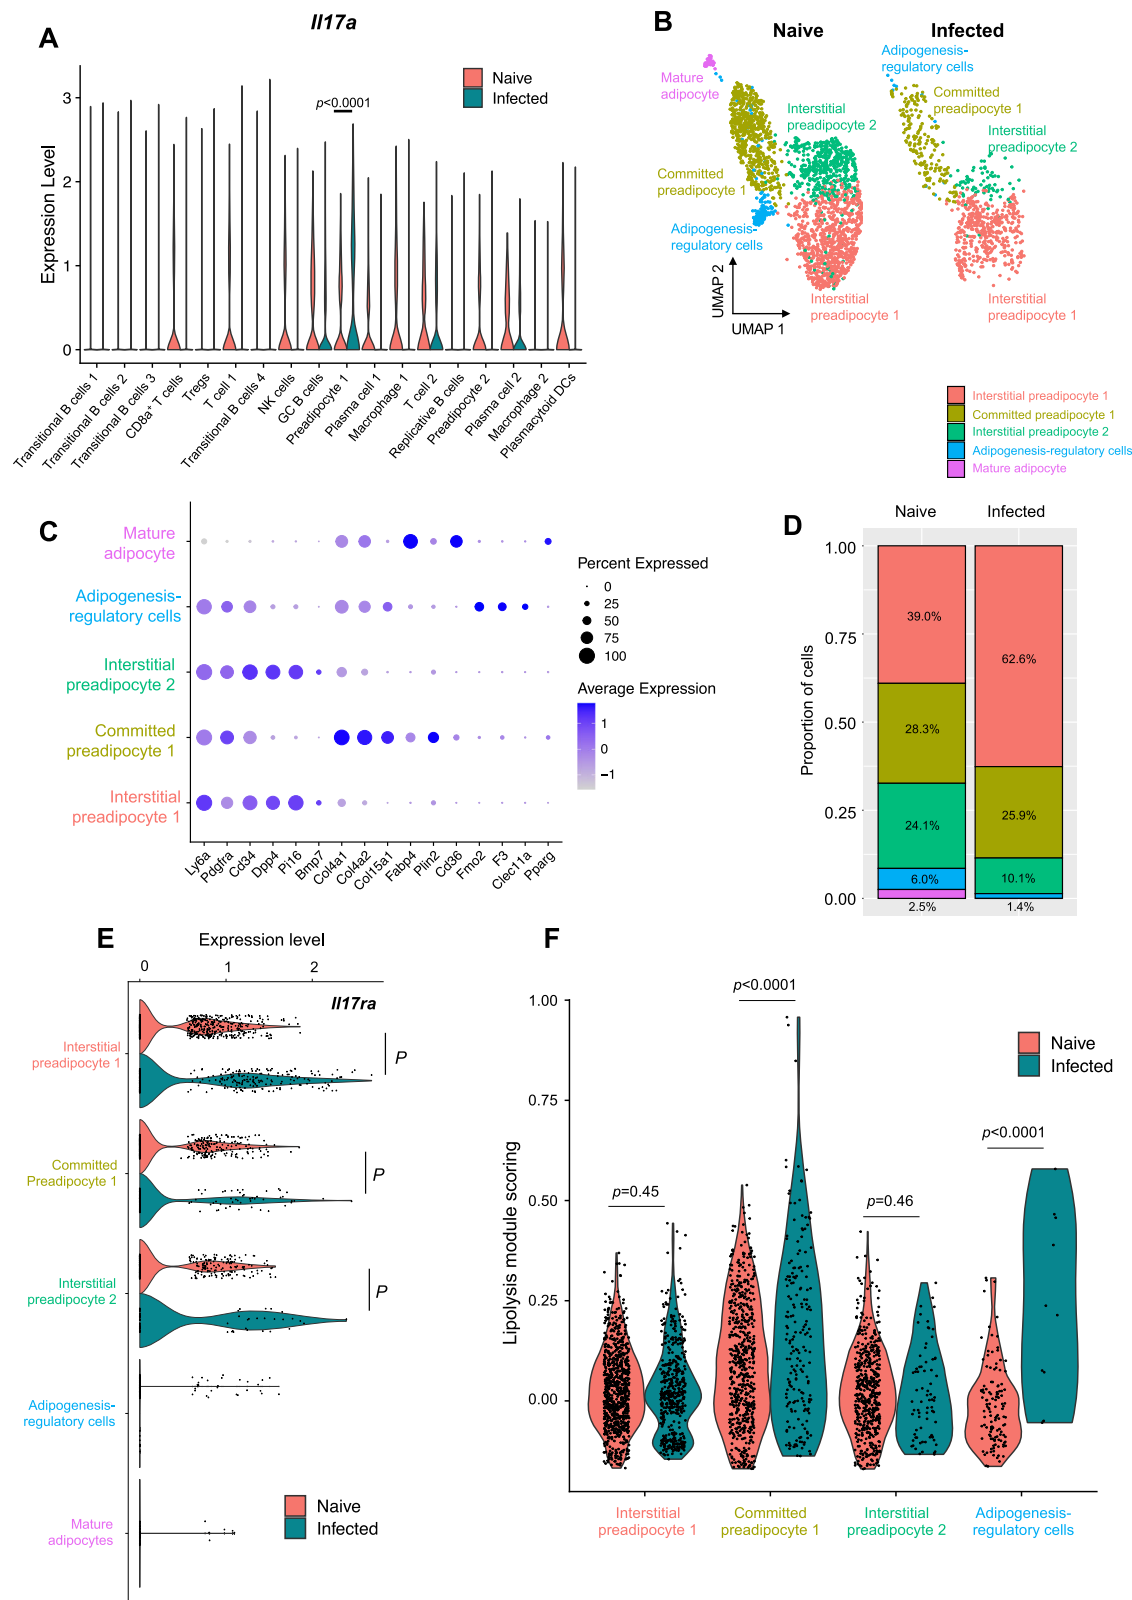 A
Il17a
Naive
Infected
p<0.0001
Expression Level
3
2
1
0
Transitional B cells 1
Transitional B cells 2
Transitional B cells 3
CD8a⁺ T cells
Tregs
T cell 1
Transitional B cells 4
NK cells
GC B cells
Preadipocyte 1
Plasma cell 1
Macrophage 1
T cell 2
Replicative B cells
Preadipocyte 2
Plasma cell 2
Macrophage 2
Plasmacytoid DCs
B
Naive
Infected
Mature
adipocyte
Interstitial
preadipocyte 2
Committed
preadipocyte 1
Adipogenesis-
regulatory cells
Interstitial
preadipocyte 1
UMAP 2
UMAP 1
Adipogenesis-
regulatory cells
Committed
preadipocyte 1
Interstitial
preadipocyte 2
Interstitial
preadipocyte 1
Interstitial preadipocyte 1
Committed preadipocyte 1
Interstitial preadipocyte 2
Adipogenesis-regulatory cells
Mature adipocyte
C
Mature
adipocyte
Adipogenesis-
regulatory cells
Interstitial
preadipocyte 2
Committed
preadipocyte 1
Interstitial
preadipocyte 1
Ly6a
Pdgfra
Cd34
Dpp4
Pi16
Bmp7
Col4a1
Col4a2
Col15a1
Fabp4
Plin2
Cd36
Fmo2
F3
Clec11a
Pparg
Percent Expressed
0
25
50
75
100
Average Expression
1
0
−1
D
Naive
Infected
Proportion of cells
1.00
0.75
0.50
0.25
0.00
39.0%
28.3%
24.1%
6.0%
2.5%
62.6%
25.9%
10.1%
1.4%
E
Expression level
0
1
2
Il17ra
Interstitial
preadipocyte 1
P
Committed
Preadipocyte 1
P
Interstitial
preadipocyte 2
P
Adipogenesis-
regulatory cells
Mature
adipocytes
Naive
Infected
F
Lipolysis module scoring
1.00
0.75
0.50
0.25
0.00
p=0.45
p<0.0001
p=0.46
p<0.0001
Naive
Infected
Interstitial
preadipocyte 1
Committed
preadipocyte 1
Interstitial
preadipocyte 2
Adipogenesis-
regulatory cells